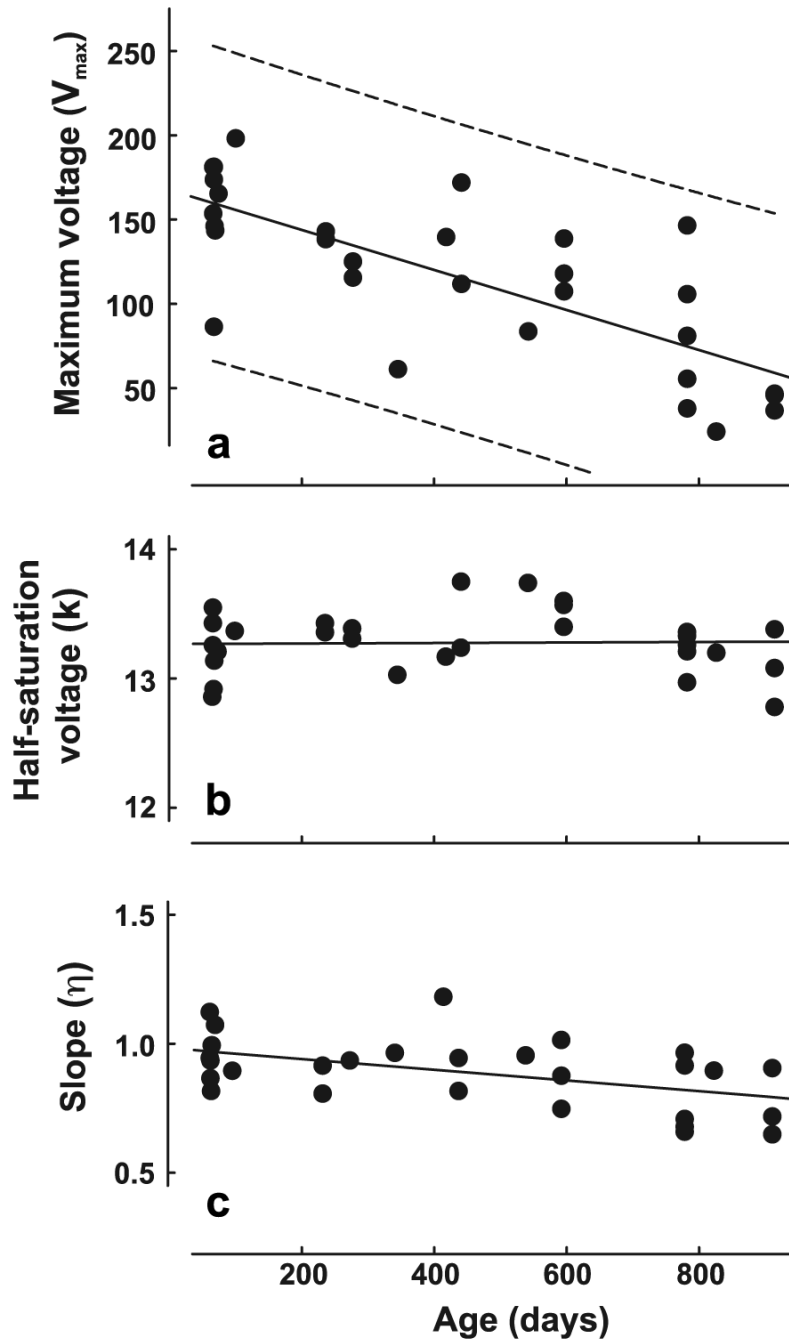 Maximum voltage (Vmax)
250
200
150
100
50
a
Half-saturation
voltage (k)
14
13
12
b
Slope (η)
1.5
1.0
0.5
c
200 400 600 800
Age (days)